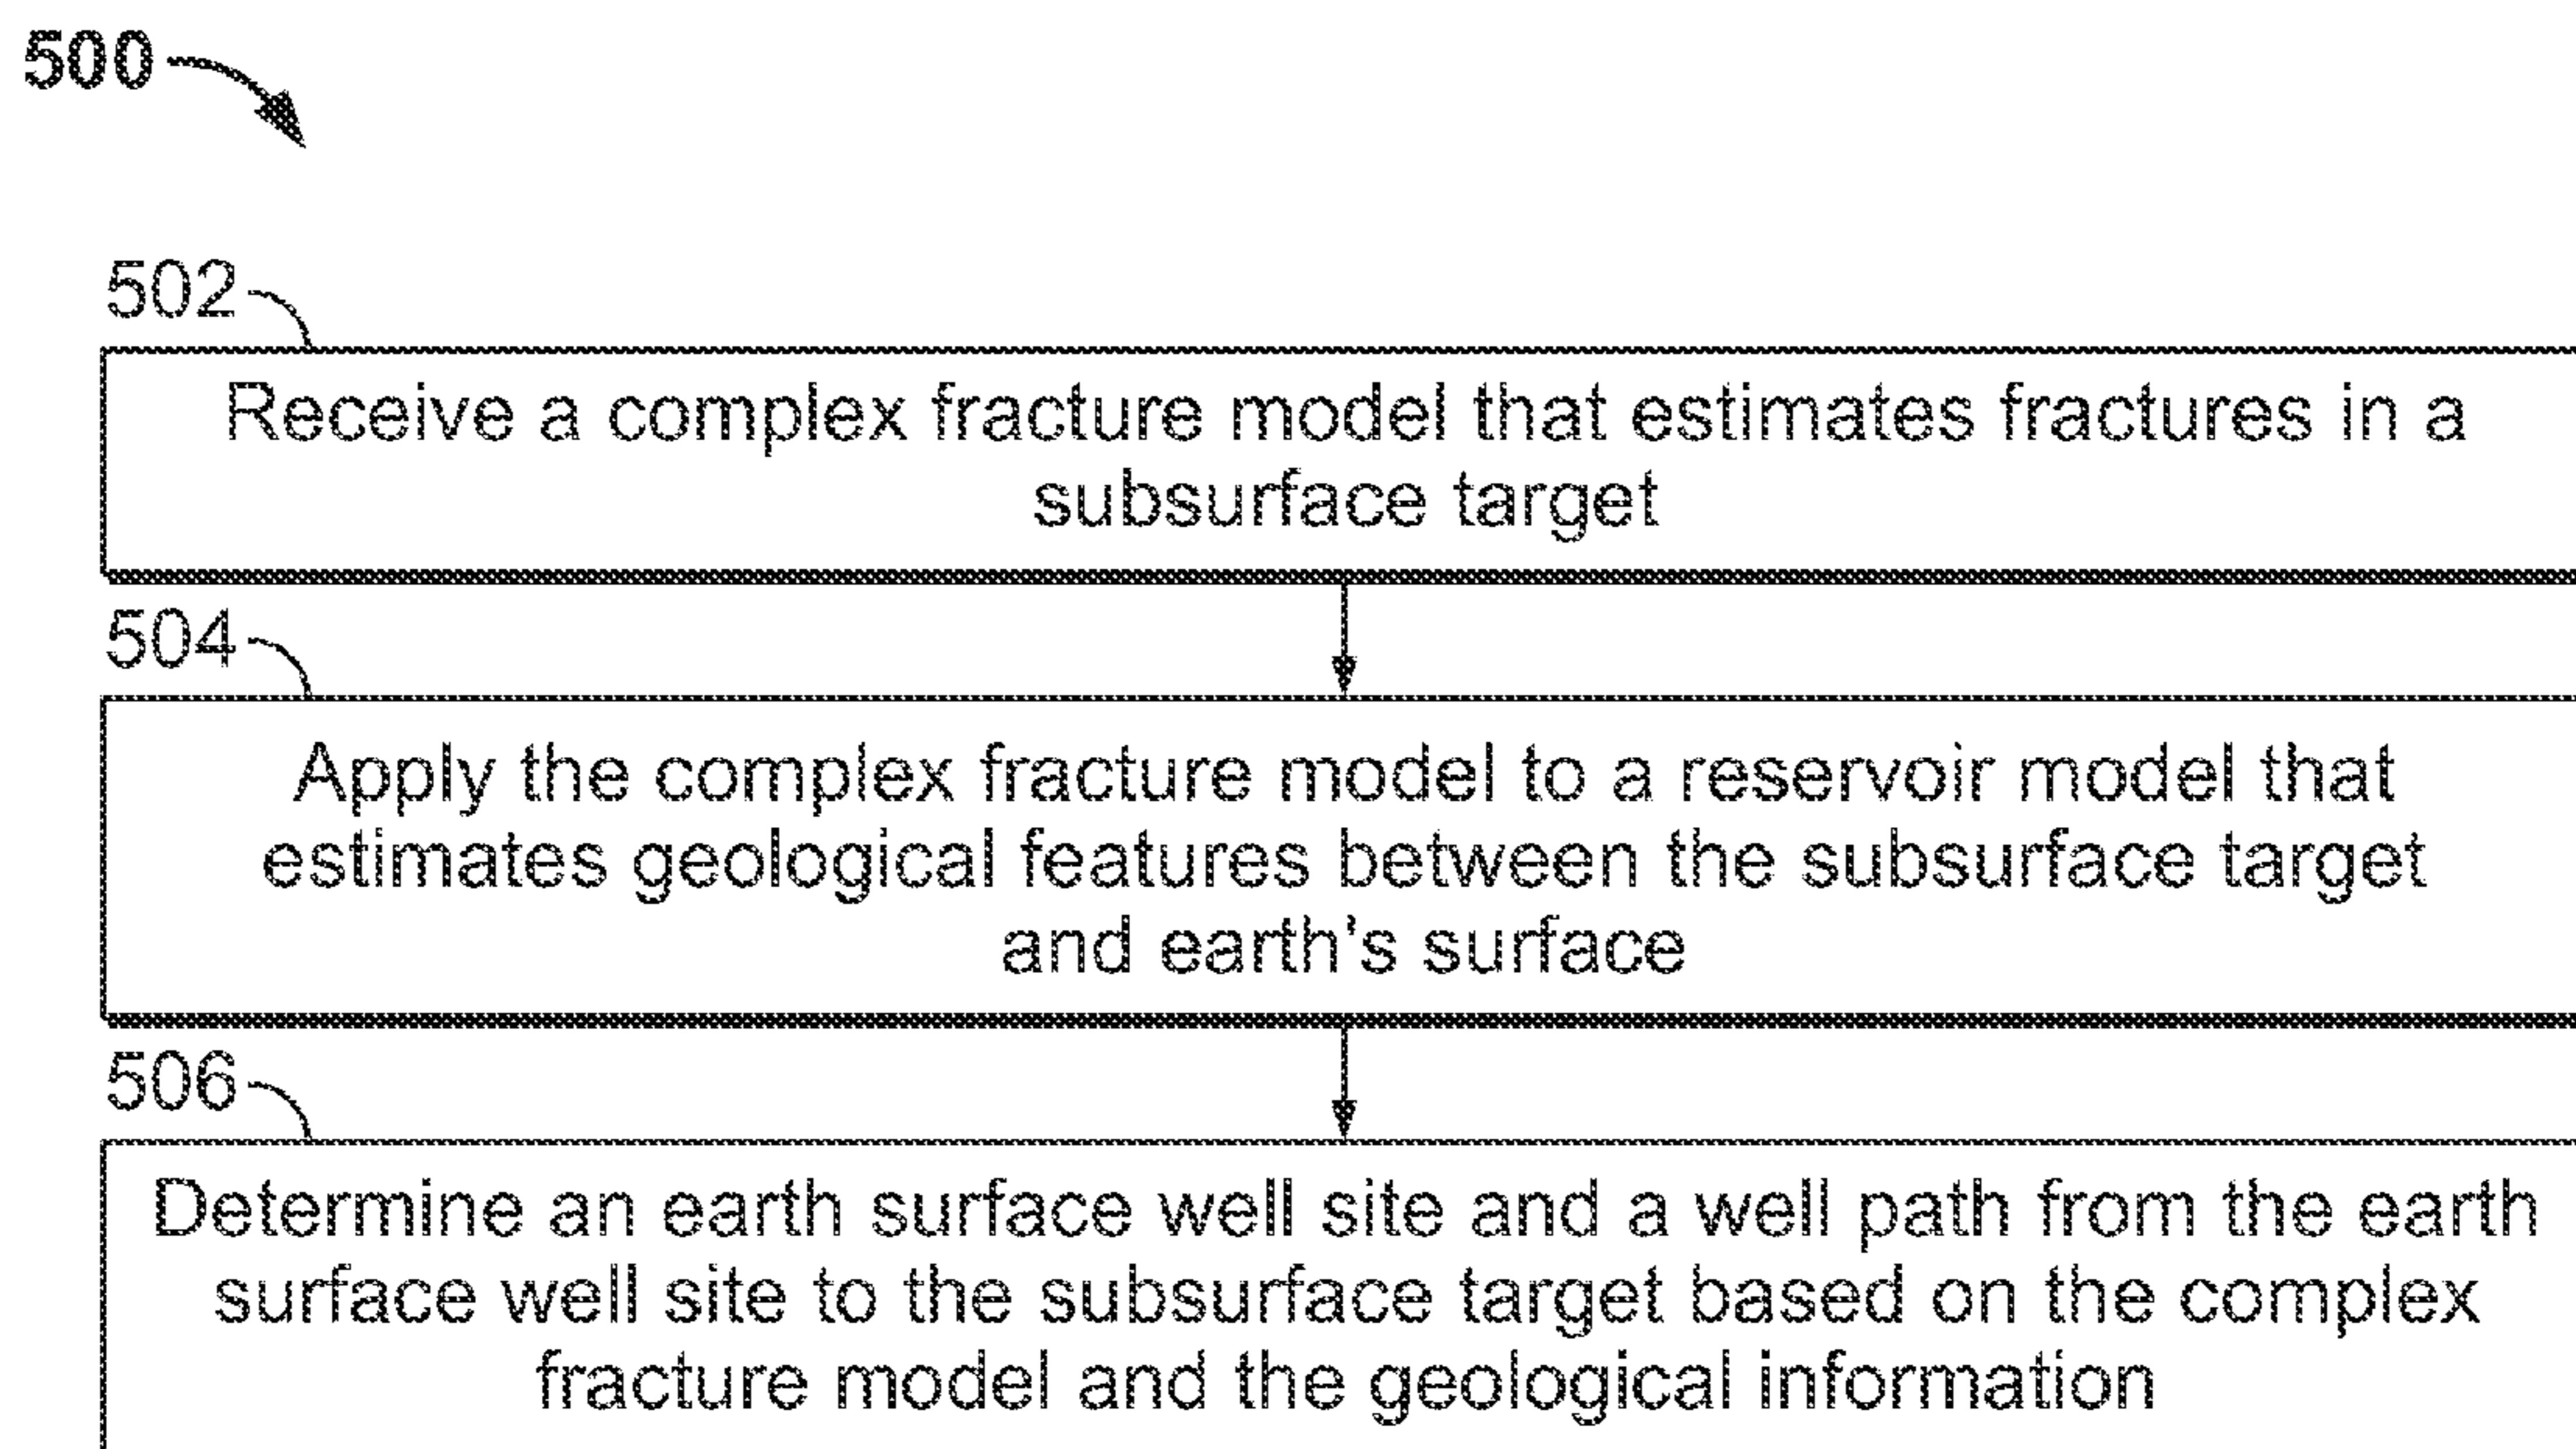 500
502
Receive a complex fracture model that estimates fractures in a
subsurface target
504
Apply the complex fracture model to a reservoir model that
estimates geological features between the subsurface target
and earth's surface
506
Determine an earth surface well site and a well path from the earth
surface well site to the subsurface target based on the complex
fracture model and the geological information